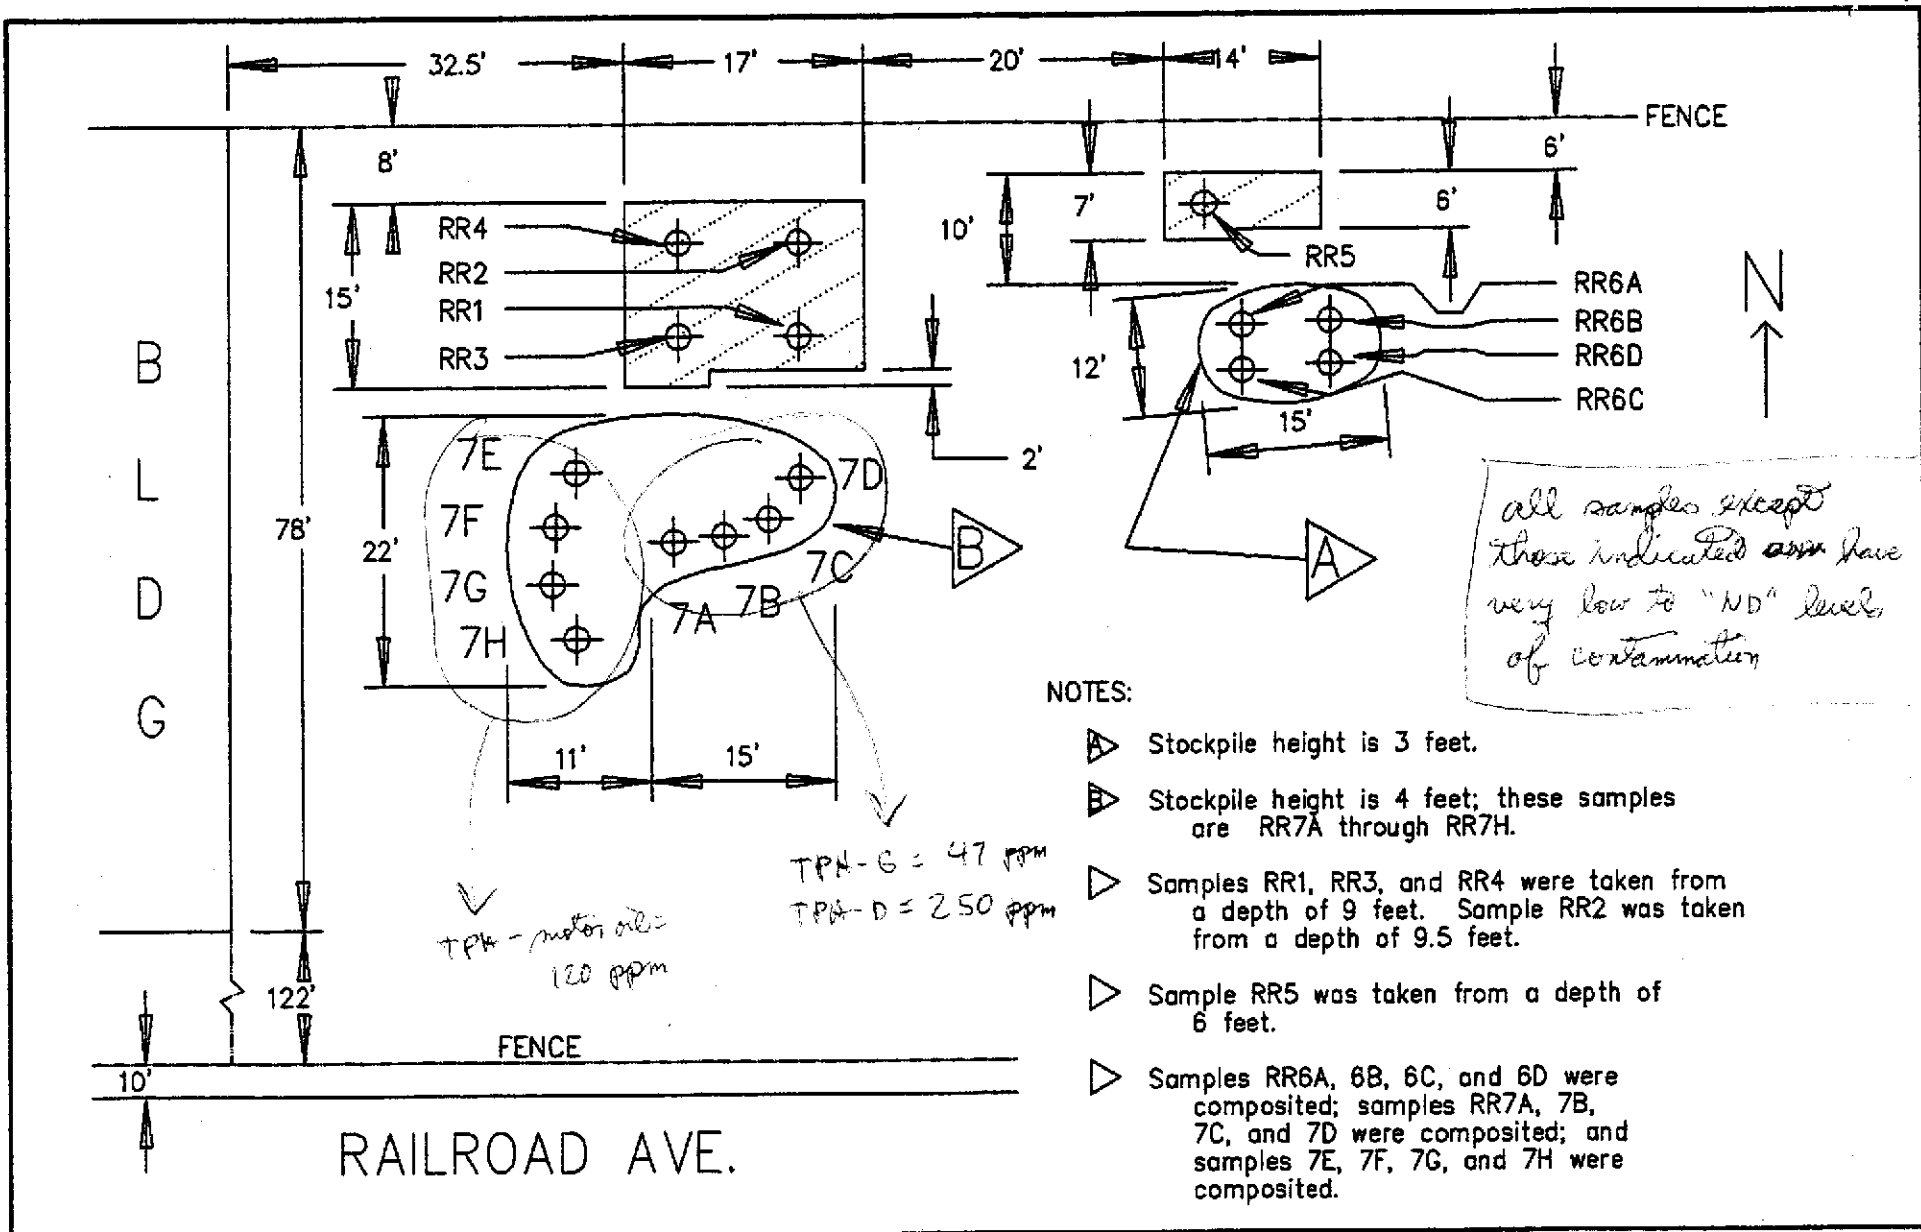 32.5'
17'
20'
14'
FENCE
8'
6'
7'
6'
10'
15'
RR4
RR2
RR1
RR3
RR5
RR6A
RR6B
RR6D
RR6C
12'
15'
2'
N
B
L
D
G
78'
22'
7E
7F
7G
7H
7D
7C
7B
7A
B
A
11'
15'
all samples except
those indicated have
very low to "ND" levels
of contamination
TPH-G = 47 ppm
TPH-D = 250 ppm
TPH-motor oil=
120 ppm
NOTES:
A Stockpile height is 3 feet.
B Stockpile height is 4 feet; these samples
are RR7A through RR7H.
Samples RR1, RR3, and RR4 were taken from
a depth of 9 feet. Sample RR2 was taken
from a depth of 9.5 feet.
Sample RR5 was taken from a depth of
6 feet.
Samples RR6A, 6B, 6C, and 6D were
composited; samples RR7A, 7B,
7C, and 7D were composited; and
samples 7E, 7F, 7G, and 7H were
composited.
122'
FENCE
10'
RAILROAD AVE.